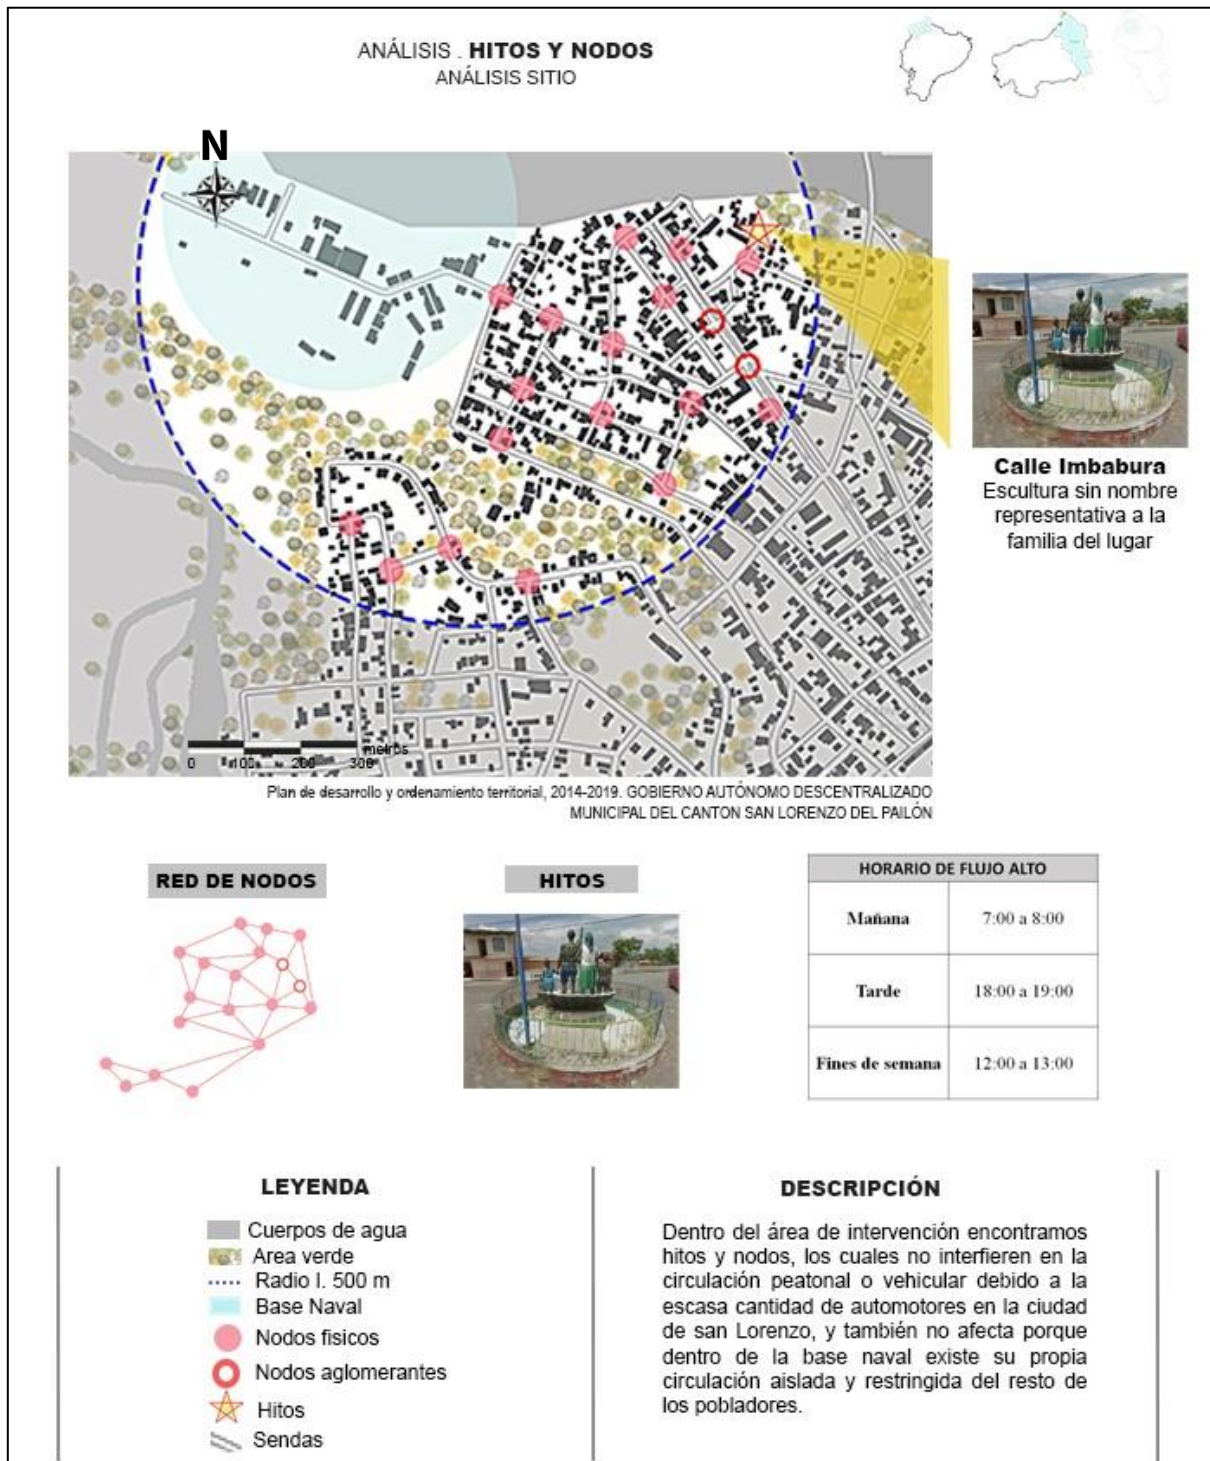 ANÁLISIS . HITOS Y NODOS
ANÁLISIS SITIO
N
Calle Imbabura
Escultura sin nombre
representativa a la
familia del lugar
metros
0 100 200 300
Plan de desarrollo y ordenamiento territorial, 2014-2019. GOBIERNO AUTÓNOMO DESCENTRALIZADO
MUNICIPAL DEL CANTON SAN LORENZO DEL PAILÓN
RED DE NODOS
HITOS
HORARIO DE FLUJO ALTO
Mañana 7:00 a 8:00
Tarde 18:00 a 19:00
Fines de semana 12:00 a 13:00
LEYENDA
Cuerpos de agua
Area verde
Radio I. 500 m
Base Naval
Nodos fisicos
Nodos aglomerantes
Hitos
Sendas
DESCRIPCIÓN
Dentro del área de intervención encontramos
hitos y nodos, los cuales no interfieren en la
circulación peatonal o vehicular debido a la
escasa cantidad de automotores en la ciudad
de san Lorenzo, y también no afecta porque
dentro de la base naval existe su propia
circulación aislada y restringida del resto de
los pobladores.